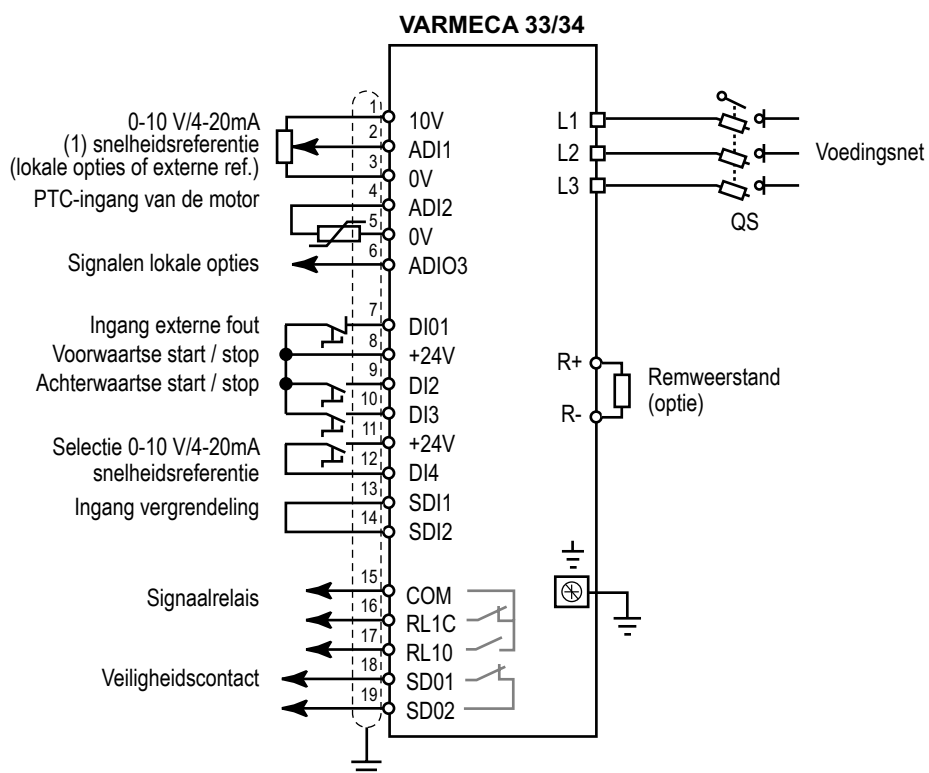 VARMECA 33/34
0-10 V/4-20mA
(1) snelheidsreferentie
(lokale opties of externe ref.)
PTC-ingang van de motor
Signalen lokale opties
Ingang externe fout
Voorwaartse start / stop
Achterwaartse start / stop
Selectie 0-10 V/4-20mA
snelheidsreferentie
Ingang vergrendeling
Signaalrelais
Veiligheidscontact
1 10V
2 ADI1
3 0V
4 ADI2
5 0V
6 ADIO3
7 DI01
8 +24V
9 DI2
10 DI3
11 +24V
12 DI4
13 SDI1
14 SDI2
15 COM
16 RL1C
17 RL10
18 SD01
19 SD02
L1
L2
L3
Voedingsnet
QS
R+
R-
Remweerstand
(optie)